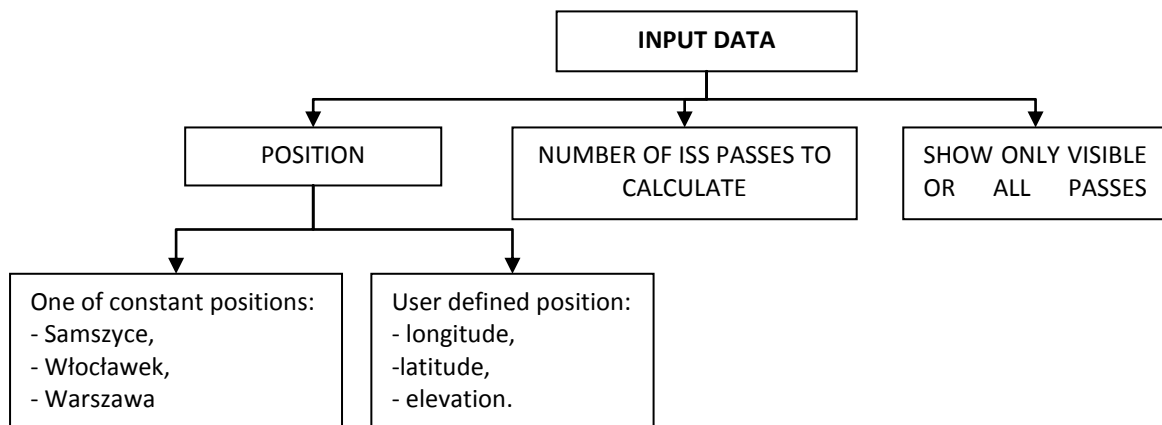 INPUT DATA
POSITION
NUMBER OF ISS PASSES TO
CALCULATE
SHOW ONLY VISIBLE
OR ALL PASSES
One of constant positions:
- Samszyce,
- Włocławek,
- Warszawa
User defined position:
- longitude,
-latitude,
- elevation.